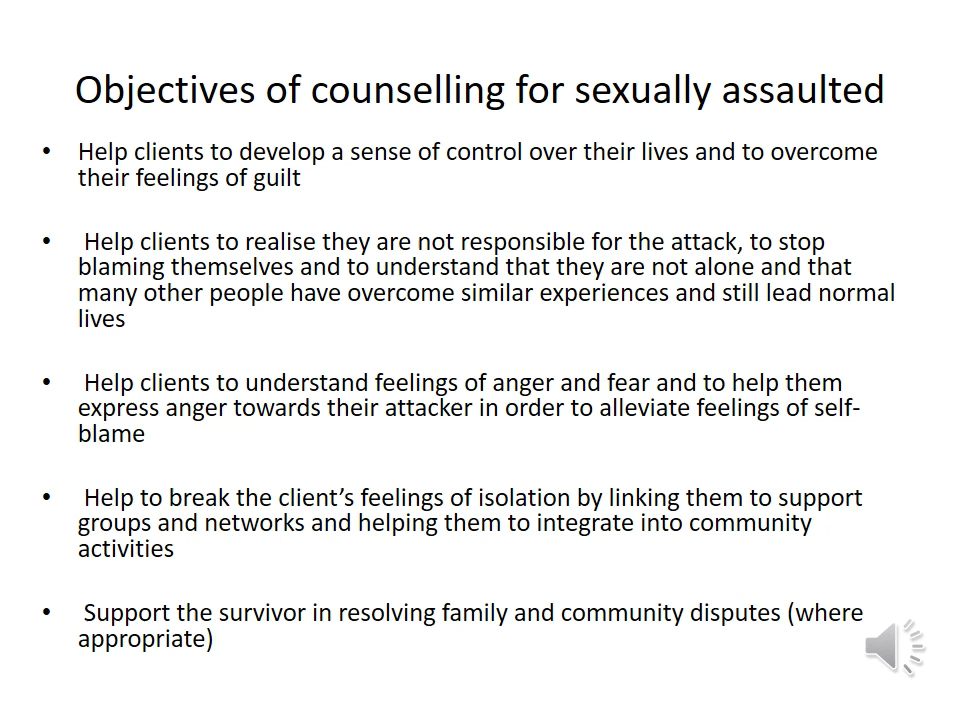 Objectives of counselling for sexually assaulted
• Help clients to develop a sense of control over their lives and to overcome
their feelings of guilt
• Help clients to realise they are not responsible for the attack, to stop
blaming themselves and to understand that they are not alone and that
many other people have overcome similar experiences and still lead normal
lives
• Help clients to understand feelings of anger and fear and to help them
express anger towards their attacker in order to alleviate feelings of self-
blame
• Help to break the client’s feelings of isolation by linking them to support
groups and networks and helping them to integrate into community
activities
• Support the survivor in resolving family and community disputes (where
appropriate)